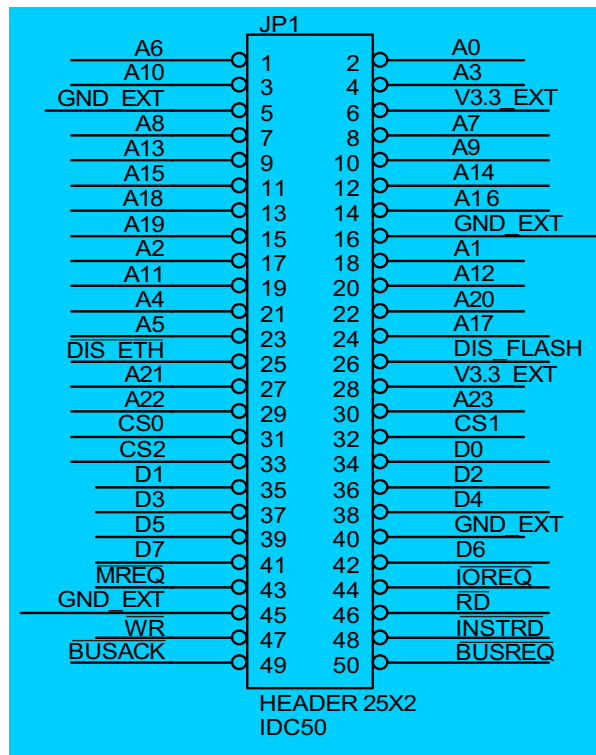 JP1
A6 1 2 A0
A10 3 4 A3
GND_EXT 5 6 V3.3_EXT
A8 7 8 A7
A13 9 10 A9
A15 11 12 A14
A18 13 14 A16
A19 15 16 GND_EXT
A2 17 18 A1
A11 19 20 A12
A4 21 22 A20
A5 23 24 A17
DIS_ETH 25 26 DIS_FLASH
A21 27 28 V3.3_EXT
A22 29 30 A23
CS0 31 32 CS1
CS2 33 34 D0
D1 35 36 D2
D3 37 38 D4
D5 39 40 GND_EXT
D7 41 42 D6
MREQ 43 44 IOREQ
GND_EXT 45 46 RD
WR 47 48 INSTRD
BUSACK 49 50 BUSREQ
HEADER 25X2
IDC50